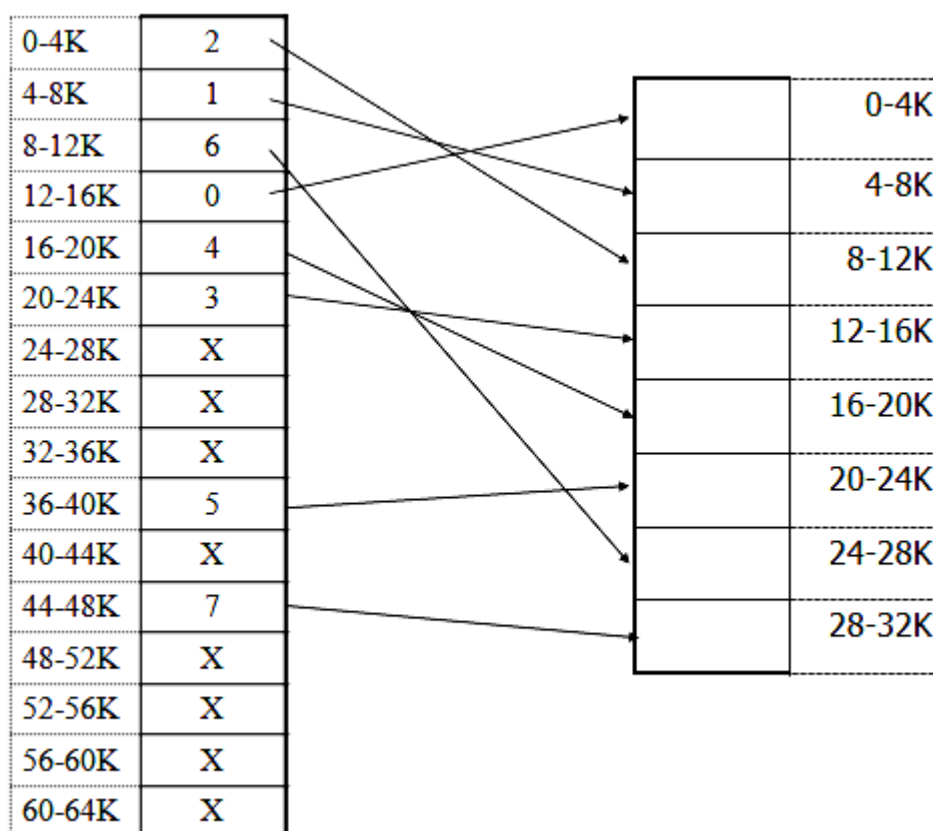 0-4K 2
4-8K 1
8-12K 6
12-16K 0
16-20K 4
20-24K 3
24-28K X
28-32K X
32-36K X
36-40K 5
40-44K X
44-48K 7
48-52K X
52-56K X
56-60K X
60-64K X
0-4K
4-8K
8-12K
12-16K
16-20K
20-24K
24-28K
28-32K